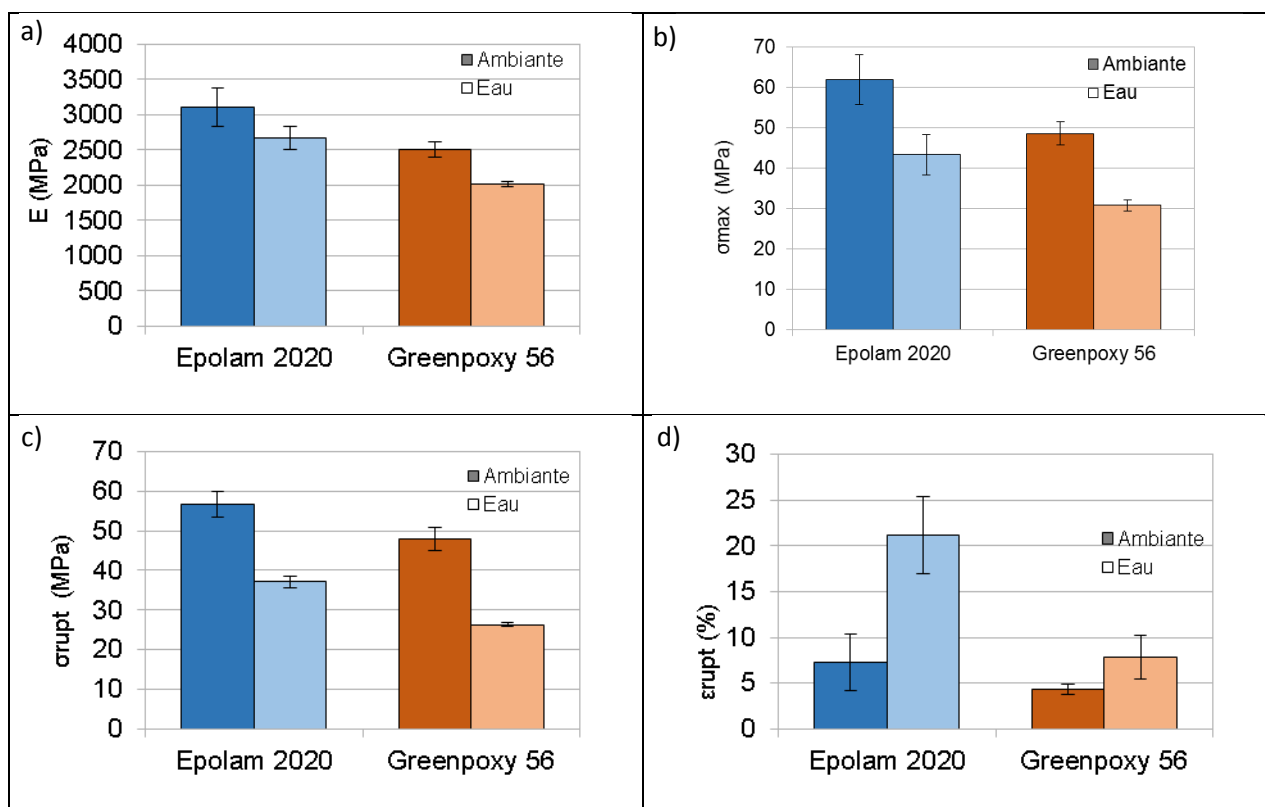 a)
4000
3500
3000
2500
2000
1500
1000
500
0
E (MPa)
Ambiante
Eau
Epolam 2020
Greenpoxy 56
b)
70
60
50
40
30
20
10
0
σmax (MPa)
Ambiante
Eau
Epolam 2020
Greenpoxy 56
c)
70
60
50
40
30
20
10
0
σrupt (MPa)
Ambiante
Eau
Epolam 2020
Greenpoxy 56
d)
30
25
20
15
10
5
0
εrupt (%)
Ambiante
Eau
Epolam 2020
Greenpoxy 56